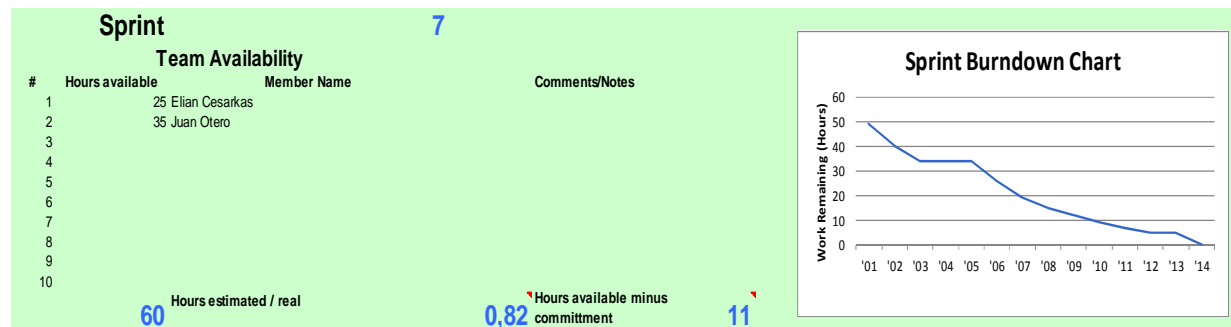 Sprint 7
Team Availability
# Hours available Member Name Comments/Notes
1 25 Elian Cesarkas
2 35 Juan Otero
3
4
5
6
7
8
9
10
60 Hours estimated / real 0,82 Hours available minus committment 11
Sprint Burndown Chart
Work Remaining (Hours)
60
50
40
30
20
10
0
'01 '02 '03 '04 '05 '06 '07 '08 '09 '10 '11 '12 '13 '14